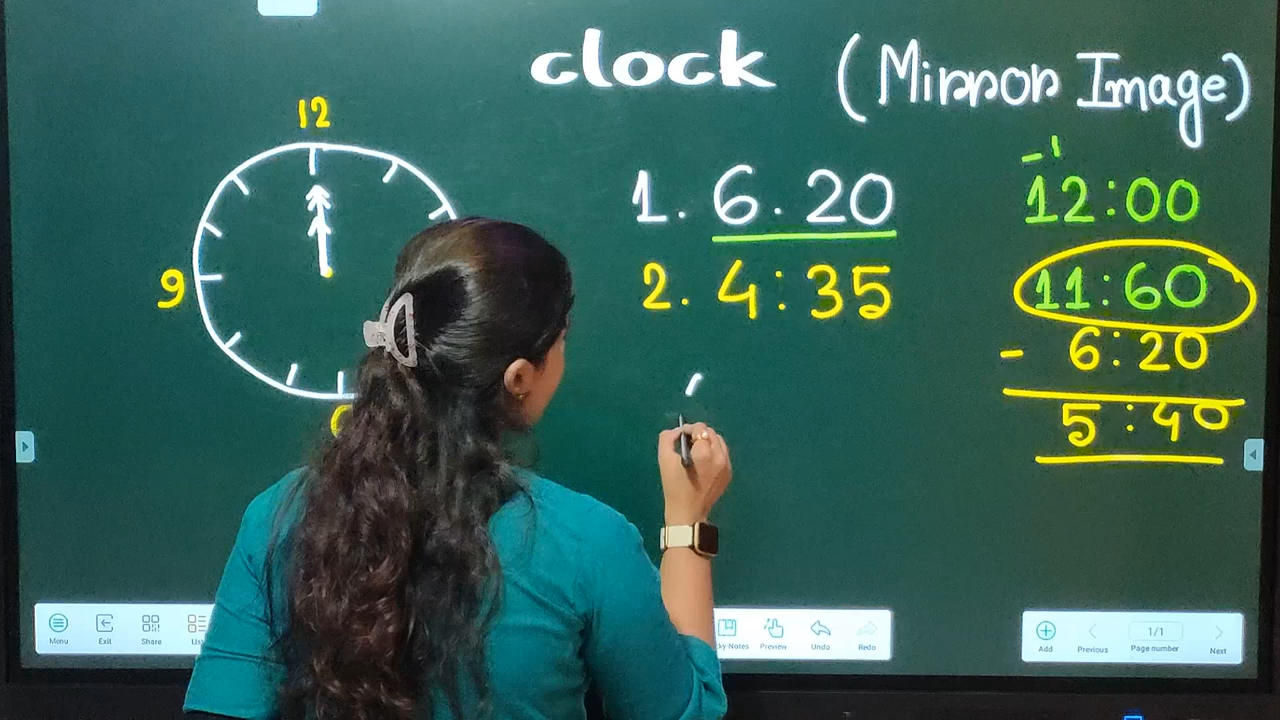 clock (Mirror Image)
12
9
1. 6.20
2. 4:35
-1
12:00
11:60
- 6:20
5:40
Menu
Exit
Share
Preview
Undo
Redo
Add
Previous
1/1
Page number
Next